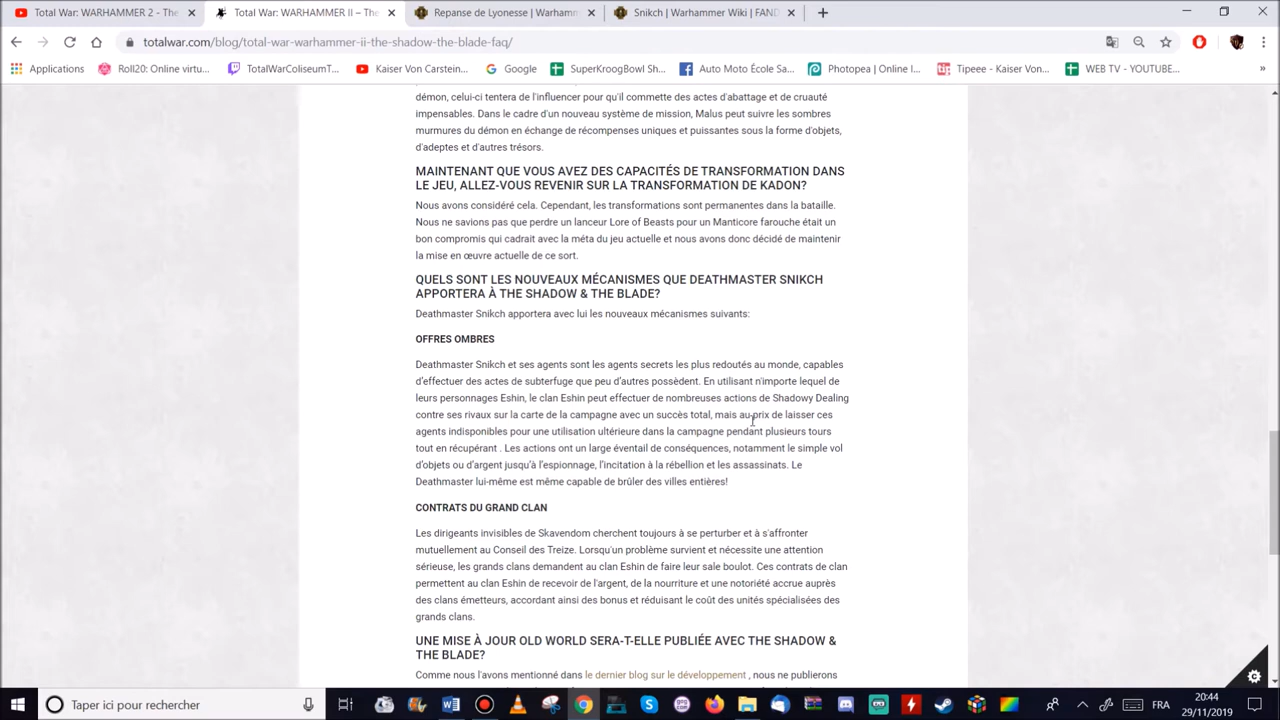 Total War: WARHAMMER 2 - The
Total War: WARHAMMER II – The
Repanse de Lyonesse | Warhamm
Snikch | Warhammer Wiki | FAND
totalwar.com/blog/total-war-warhammer-ii-the-shadow-the-blade-faq/
Applications
Roll20: Online virtu...
TotalWarColiseumT...
Kaiser Von Carstein...
Google
SuperKroogBowl Sh...
Auto Moto École Sa...
Photopea | Online I...
Tipeee - Kaiser Von...
WEB TV - YOUTUBE...
démon, celui-ci tentera de l'influencer pour qu'il commette des actes d'abattage et de cruauté
impensables. Dans le cadre d'un nouveau système de mission, Malus peut suivre les sombres
murmures du démon en échange de récompenses uniques et puissantes sous la forme d'objets,
d'adeptes et d'autres trésors.
MAINTENANT QUE VOUS AVEZ DES CAPACITÉS DE TRANSFORMATION DANS
LE JEU, ALLEZ-VOUS REVENIR SUR LA TRANSFORMATION DE KADON?
Nous avons considéré cela. Cependant, les transformations sont permanentes dans la bataille.
Nous ne savions pas que perdre un lanceur Lore of Beasts pour un Manticore farouche était un
bon compromis qui cadrait avec la méta du jeu actuelle et nous avons donc décidé de maintenir
la mise en œuvre actuelle de ce sort.
QUELS SONT LES NOUVEAUX MÉCANISMES QUE DEATHMASTER SNIKCH
APPORTERA À THE SHADOW & THE BLADE?
Deathmaster Snikch apportera avec lui les nouveaux mécanismes suivants:
OFFRES OMBRES
Deathmaster Snikch et ses agents sont les agents secrets les plus redoutés au monde, capables
d'effectuer des actes de subterfuge que peu d'autres possèdent. En utilisant n'importe lequel de
leurs personnages Eshin, le clan Eshin peut effectuer de nombreuses actions de Shadowy Dealing
contre ses rivaux sur la carte de la campagne avec un succès total, mais au prix de laisser ces
agents indisponibles pour une utilisation ultérieure dans la campagne pendant plusieurs tours
tout en récupérant . Les actions ont un large éventail de conséquences, notamment le simple vol
d'objets ou d'argent jusqu'à l'espionnage, l'incitation à la rébellion et les assassinats. Le
Deathmaster lui-même est même capable de brûler des villes entières!
CONTRATS DU GRAND CLAN
Les dirigeants invisibles de Skavendom cherchent toujours à se perturber et à s'affronter
mutuellement au Conseil des Treize. Lorsqu'un problème survient et nécessite une attention
sérieuse, les grands clans demandent au clan Eshin de faire leur sale boulot. Ces contrats de clan
permettent au clan Eshin de recevoir de l'argent, de la nourriture et une notoriété accrue auprès
des clans émetteurs, accordant ainsi des bonus et réduisant le coût des unités spécialisées des
grands clans.
UNE MISE À JOUR OLD WORLD SERA-T-ELLE PUBLIÉE AVEC THE SHADOW &
THE BLADE?
Comme nous l'avons mentionné dans le dernier blog sur le développement , nous ne publierons
Taper ici pour rechercher
FRA
20:44
29/11/2019